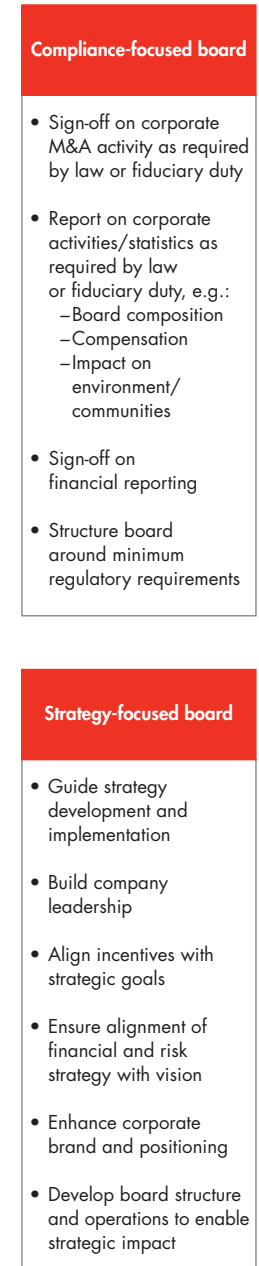 Compliance-focused board
• Sign-off on corporate
M&A activity as required
by law or fiduciary duty
• Report on corporate
activities/statistics as
required by law
or fiduciary duty, e.g.:
–Board composition
–Compensation
–Impact on
environment/
communities
• Sign-off on
financial reporting
• Structure board
around minimum
regulatory requirements
Strategy-focused board
• Guide strategy
development and
implementation
• Build company
leadership
• Align incentives with
strategic goals
• Ensure alignment of
financial and risk
strategy with vision
• Enhance corporate
brand and positioning
• Develop board structure
and operations to enable
strategic impact